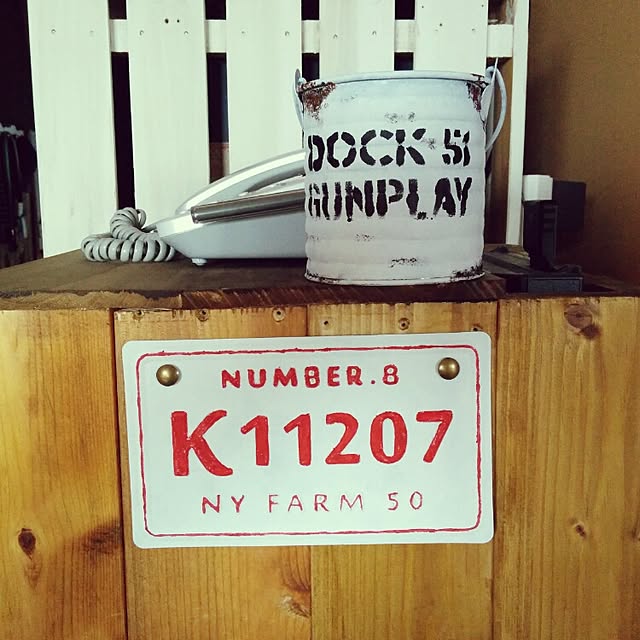 DOCK 51
GUNPLAY
NUMBER.8
K11207
NY FARM 50